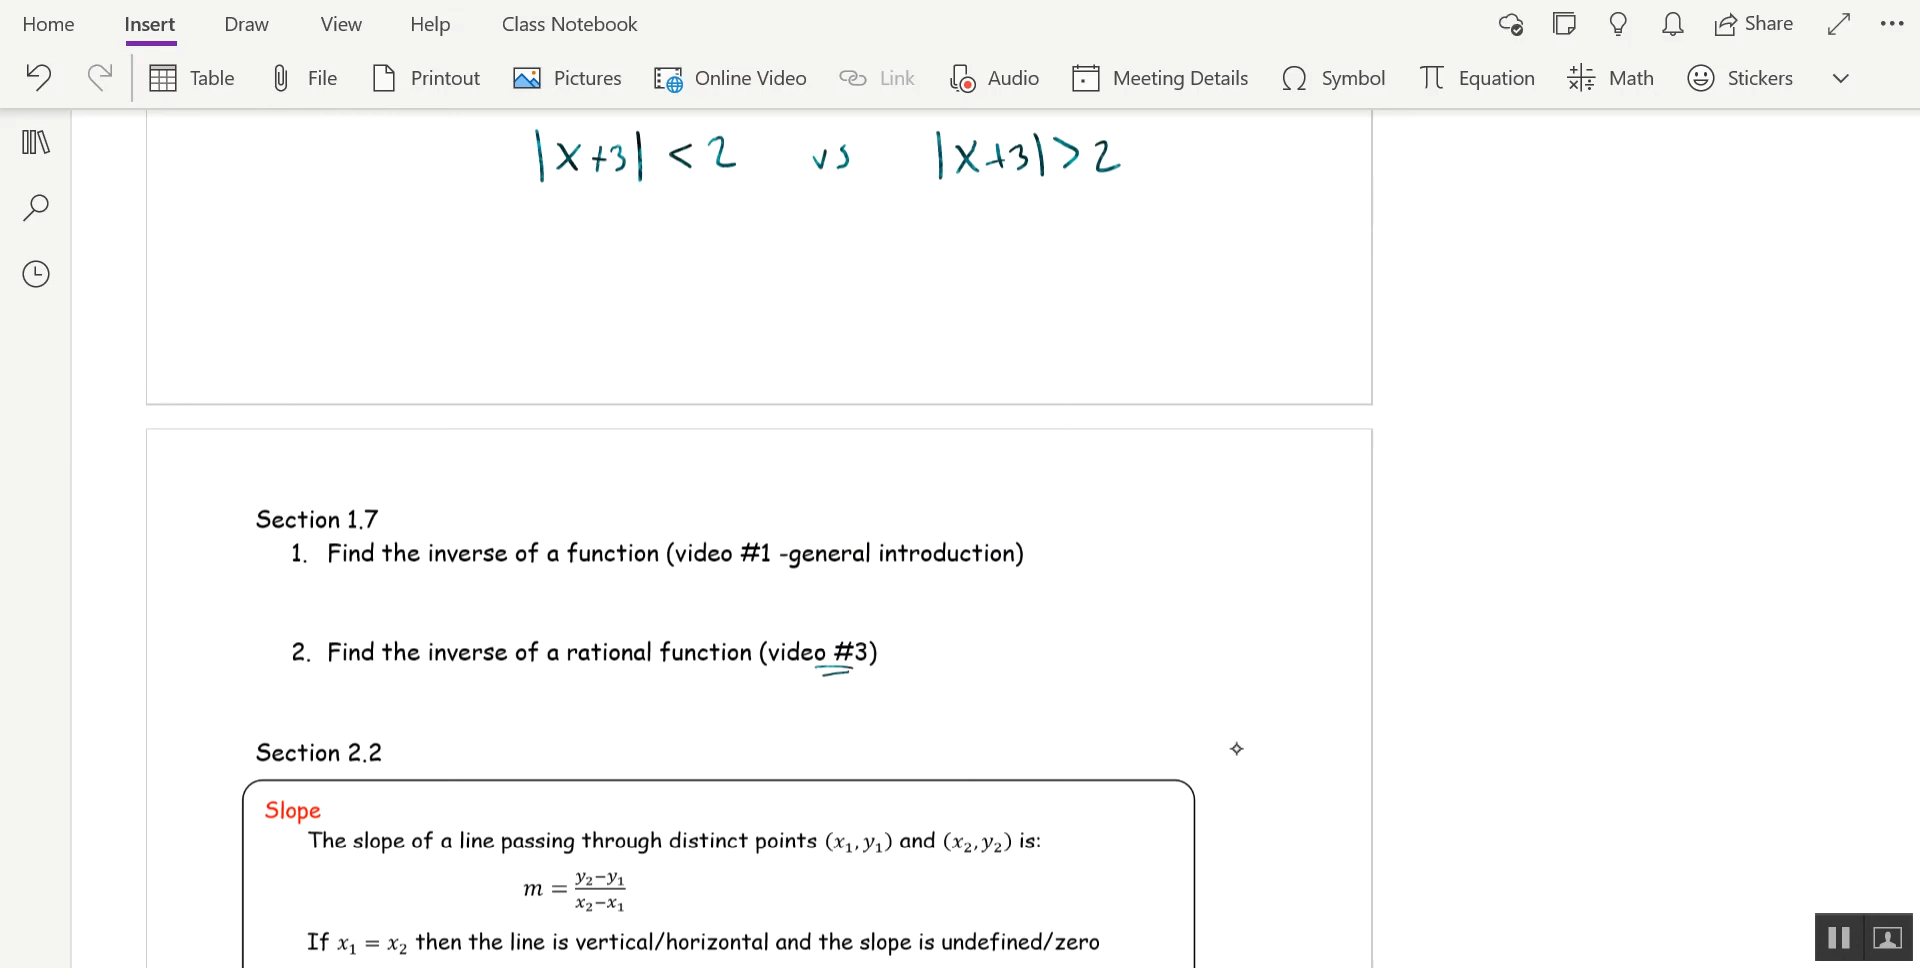 Home Insert Draw View Help Class Notebook Share
Table File Printout Pictures Online Video Link Audio Meeting Details Symbol Equation Math Stickers
|x+3| < 2 vs |x+3| > 2
Section 1.7
1. Find the inverse of a function (video #1 -general introduction)
2. Find the inverse of a rational function (video #3)
Section 2.2
Slope
The slope of a line passing through distinct points (x₁, y₁) and (x₂, y₂) is:
m = (y₂−y₁)/(x₂−x₁)
If x₁ = x₂ then the line is vertical/horizontal and the slope is undefined/zero